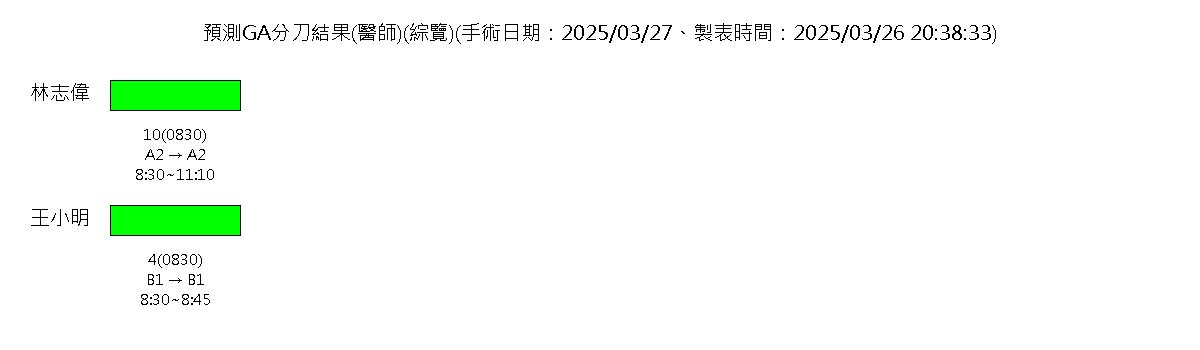 預測GA分刀結果(醫師)(綜覽)(手術日期：2025/03/27、製表時間：2025/03/26 20:38:33)
林志偉
10(0830)
A2 → A2
8:30~11:10
王小明
4(0830)
B1 → B1
8:30~8:45